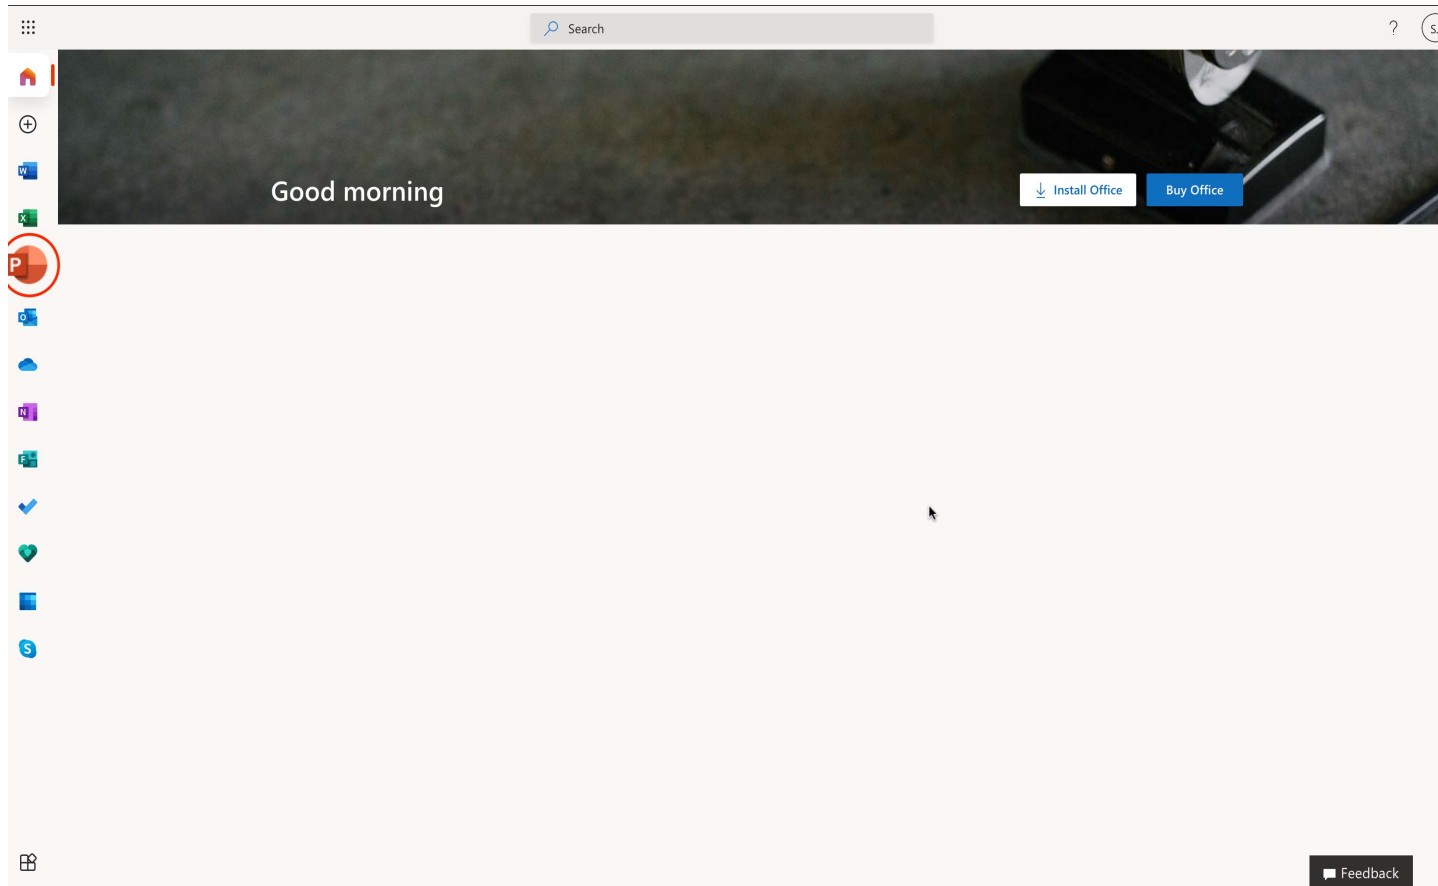 Search
?
S
Good morning
Install Office
Buy Office
W
X
P
O
N
F
S
Feedback